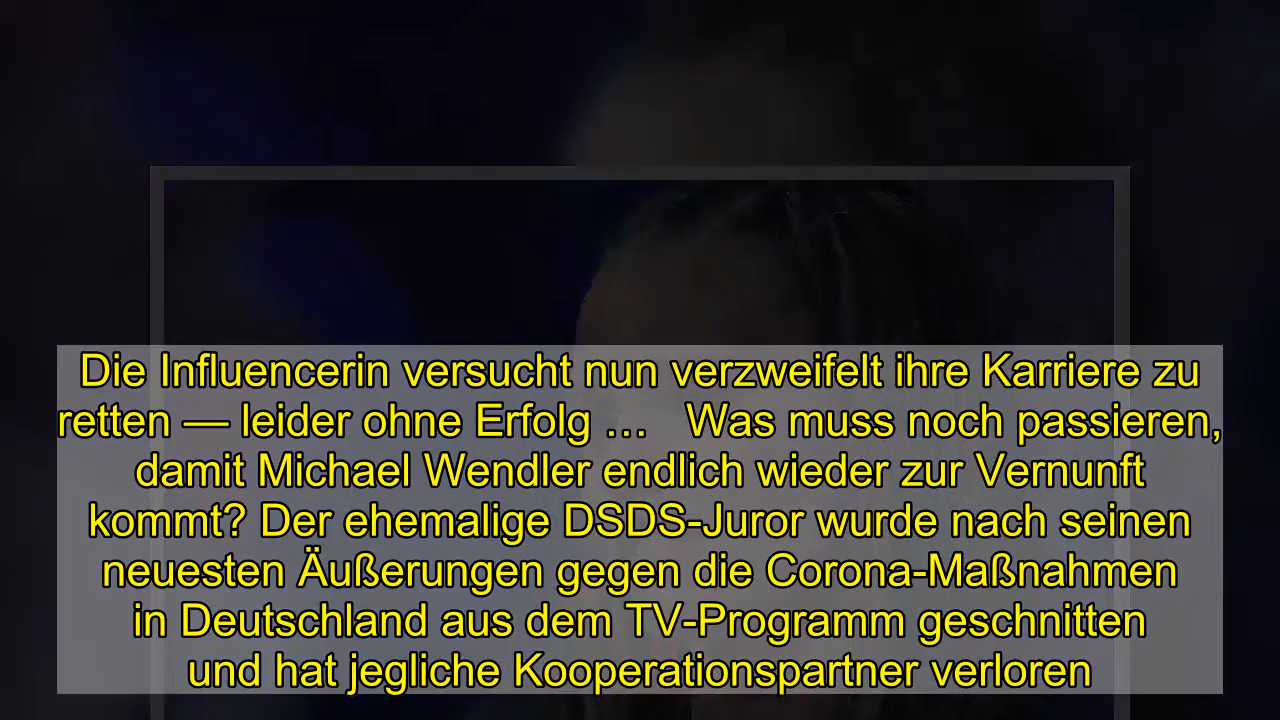 Die Influencerin versucht nun verzweifelt ihre Karriere zu
retten — leider ohne Erfolg … Was muss noch passieren,
damit Michael Wendler endlich wieder zur Vernunft
kommt? Der ehemalige DSDS-Juror wurde nach seinen
neuesten Äußerungen gegen die Corona-Maßnahmen
in Deutschland aus dem TV-Programm geschnitten
und hat jegliche Kooperationspartner verloren